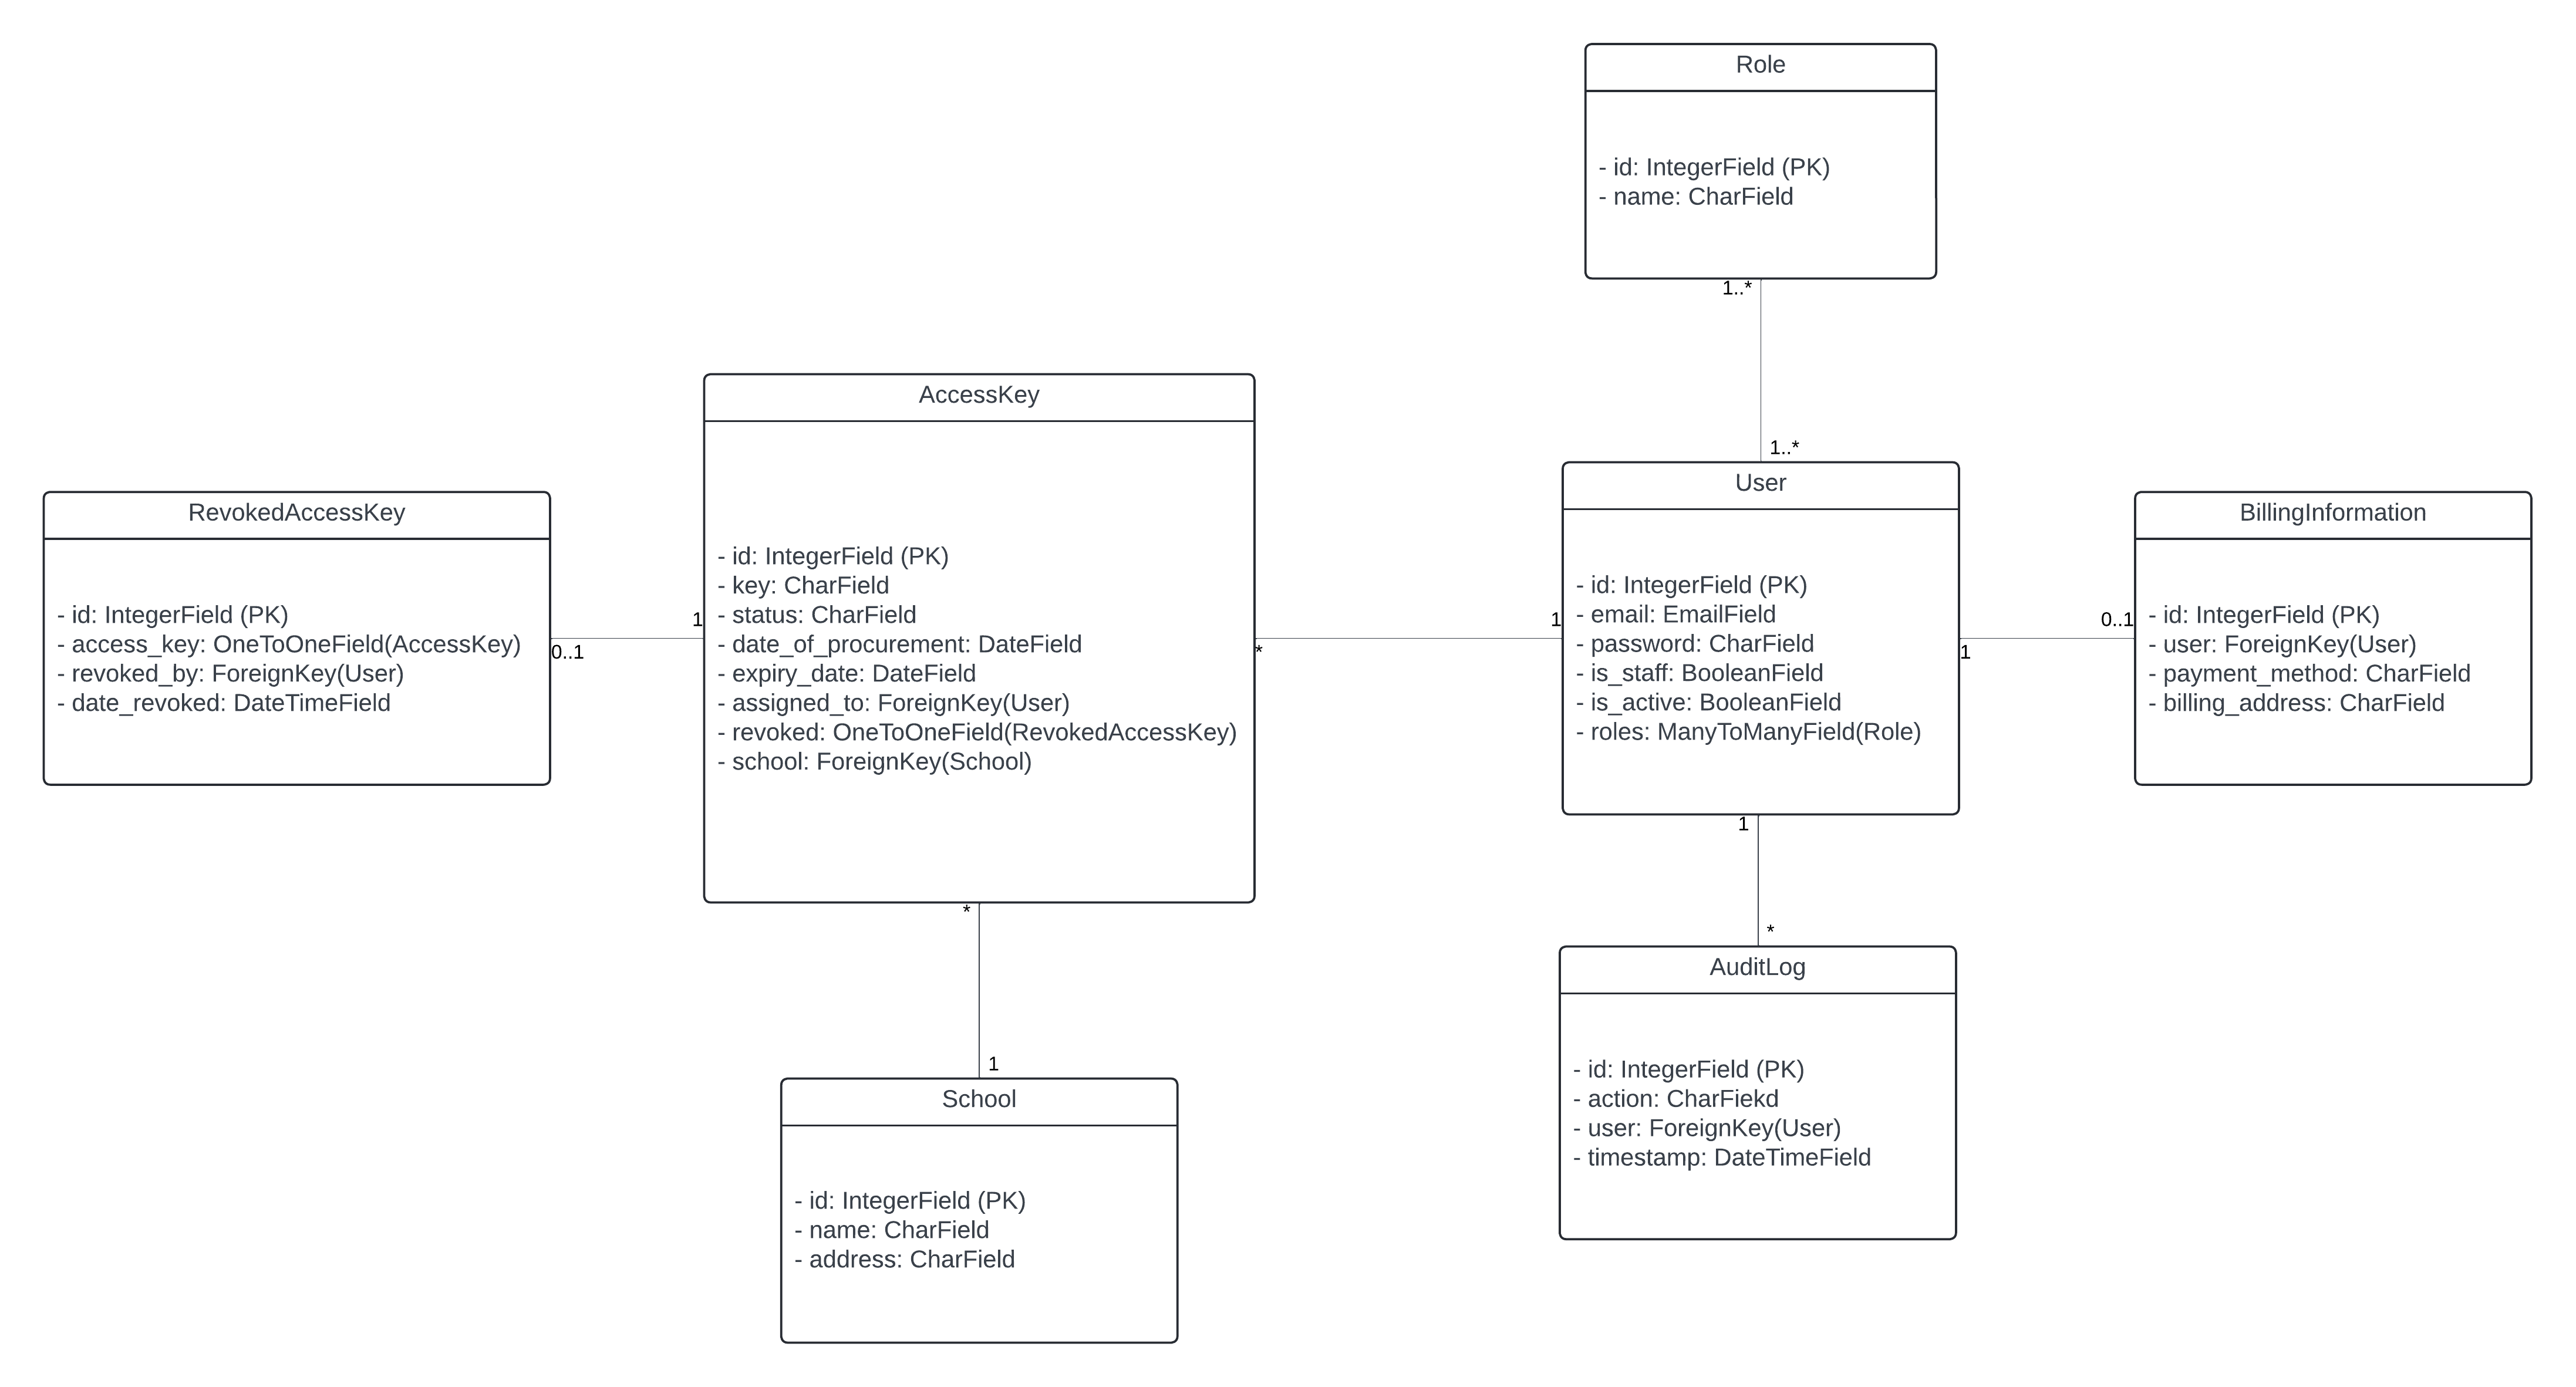 Role
- id: IntegerField (PK)
- name: CharField
1..*
1..*
AccessKey
- id: IntegerField (PK)
- key: CharField
- status: CharField
- date_of_procurement: DateField
- expiry_date: DateField
- assigned_to: ForeignKey(User)
- revoked: OneToOneField(RevokedAccessKey)
- school: ForeignKey(School)
User
- id: IntegerField (PK)
- email: EmailField
- password: CharField
- is_staff: BooleanField
- is_active: BooleanField
- roles: ManyToManyField(Role)
RevokedAccessKey
- id: IntegerField (PK)
- access_key: OneToOneField(AccessKey)
- revoked_by: ForeignKey(User)
- date_revoked: DateTimeField
0..1
1
*
1
1
0..1
BillingInformation
- id: IntegerField (PK)
- user: ForeignKey(User)
- payment_method: CharField
- billing_address: CharField
1
*
AuditLog
- id: IntegerField (PK)
- action: CharFiekd
- user: ForeignKey(User)
- timestamp: DateTimeField
*
1
School
- id: IntegerField (PK)
- name: CharField
- address: CharField